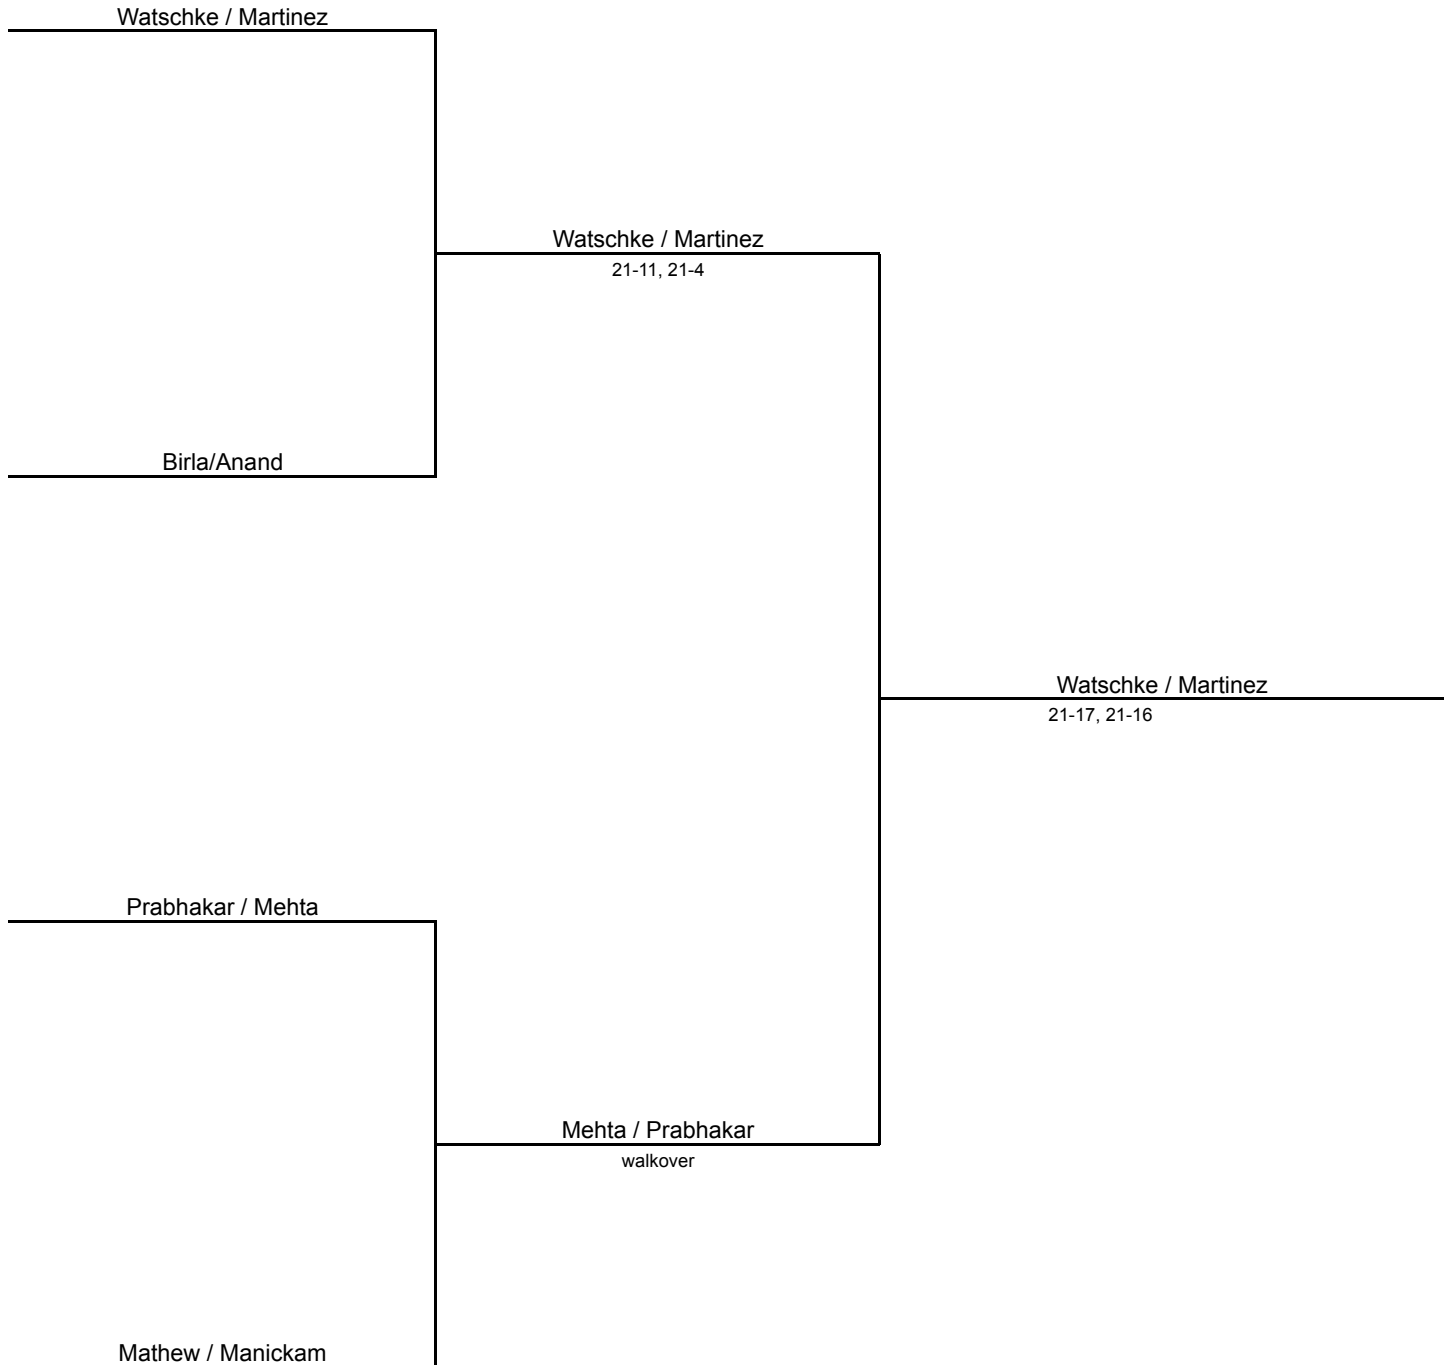 Watschke / Martinez
Watschke / Martinez
21-11, 21-4
Birla/Anand
Watschke / Martinez
21-17, 21-16
Prabhakar / Mehta
Mehta / Prabhakar
walkover
Mathew / Manickam